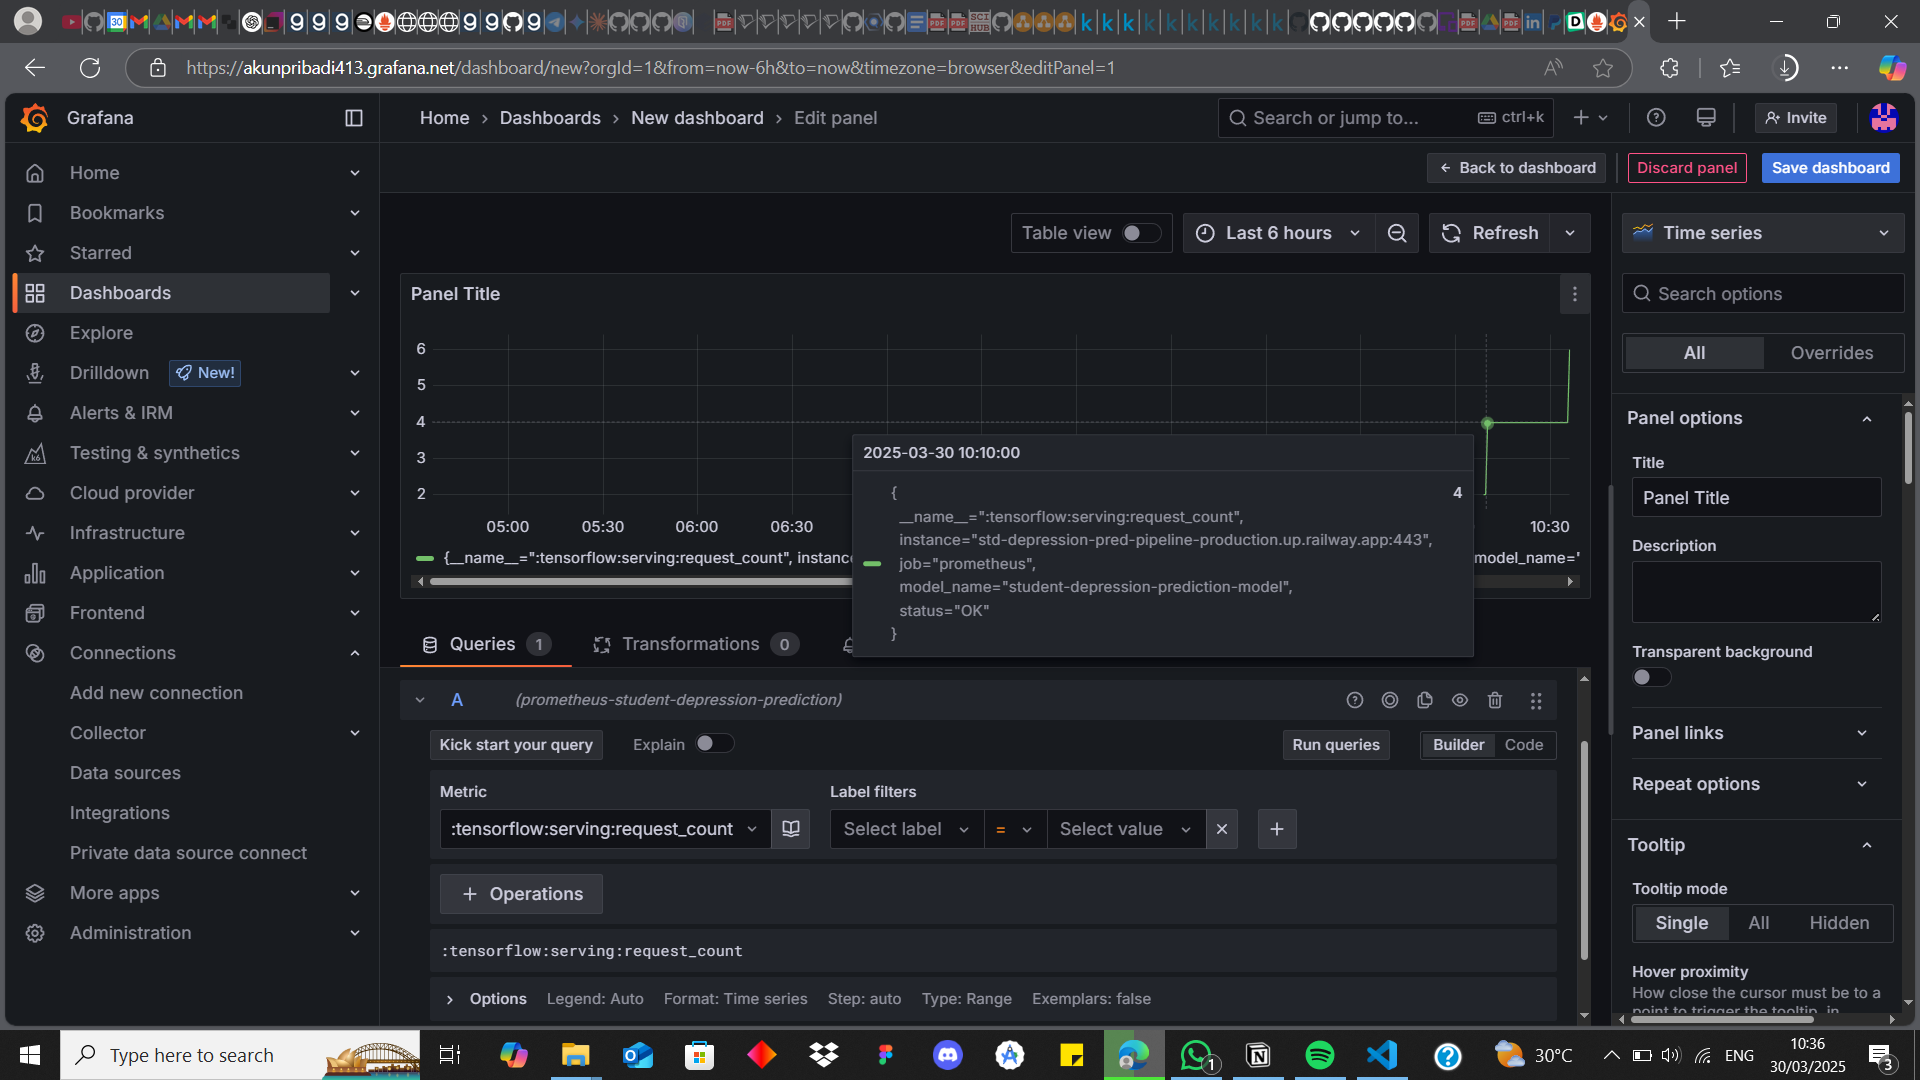 https://akunpribadi413.grafana.net/dashboard/new?orgId=1&from=now-6h&to=now&timezone=browser&editPanel=1
Grafana
Home › Dashboards › New dashboard › Edit panel
Search or jump to...
ctrl+k
Invite
Back to dashboard
Discard panel
Save dashboard
Home
Bookmarks
Starred
Dashboards
Explore
Drilldown New!
Alerts & IRM
Testing & synthetics
Cloud provider
Infrastructure
Application
Frontend
Connections
Add new connection
Collector
Data sources
Integrations
Private data source connect
More apps
Administration
Table view
Last 6 hours
Refresh
Panel Title
6
5
4
3
2
05:00 05:30 06:00 06:30 10:30
{__name__=":tensorflow:serving:request_count", instance
model_name="
2025-03-30 10:10:00
{ 4
__name__=":tensorflow:serving:request_count",
instance="std-depression-pred-pipeline-production.up.railway.app:443",
job="prometheus",
model_name="student-depression-prediction-model",
status="OK"
}
Queries 1
Transformations 0
A (prometheus-student-depression-prediction)
Kick start your query
Explain
Run queries
Builder Code
Metric
Label filters
:tensorflow:serving:request_count
Select label = Select value
+ Operations
:tensorflow:serving:request_count
Options Legend: Auto Format: Time series Step: auto Type: Range Exemplars: false
Time series
Search options
All Overrides
Panel options
Title
Panel Title
Description
Transparent background
Panel links
Repeat options
Tooltip
Tooltip mode
Single All Hidden
Hover proximity
How close the cursor must be to a
point to trigger the tooltip, in
Type here to search
1
30°C
ENG
10:36
30/03/2025
3